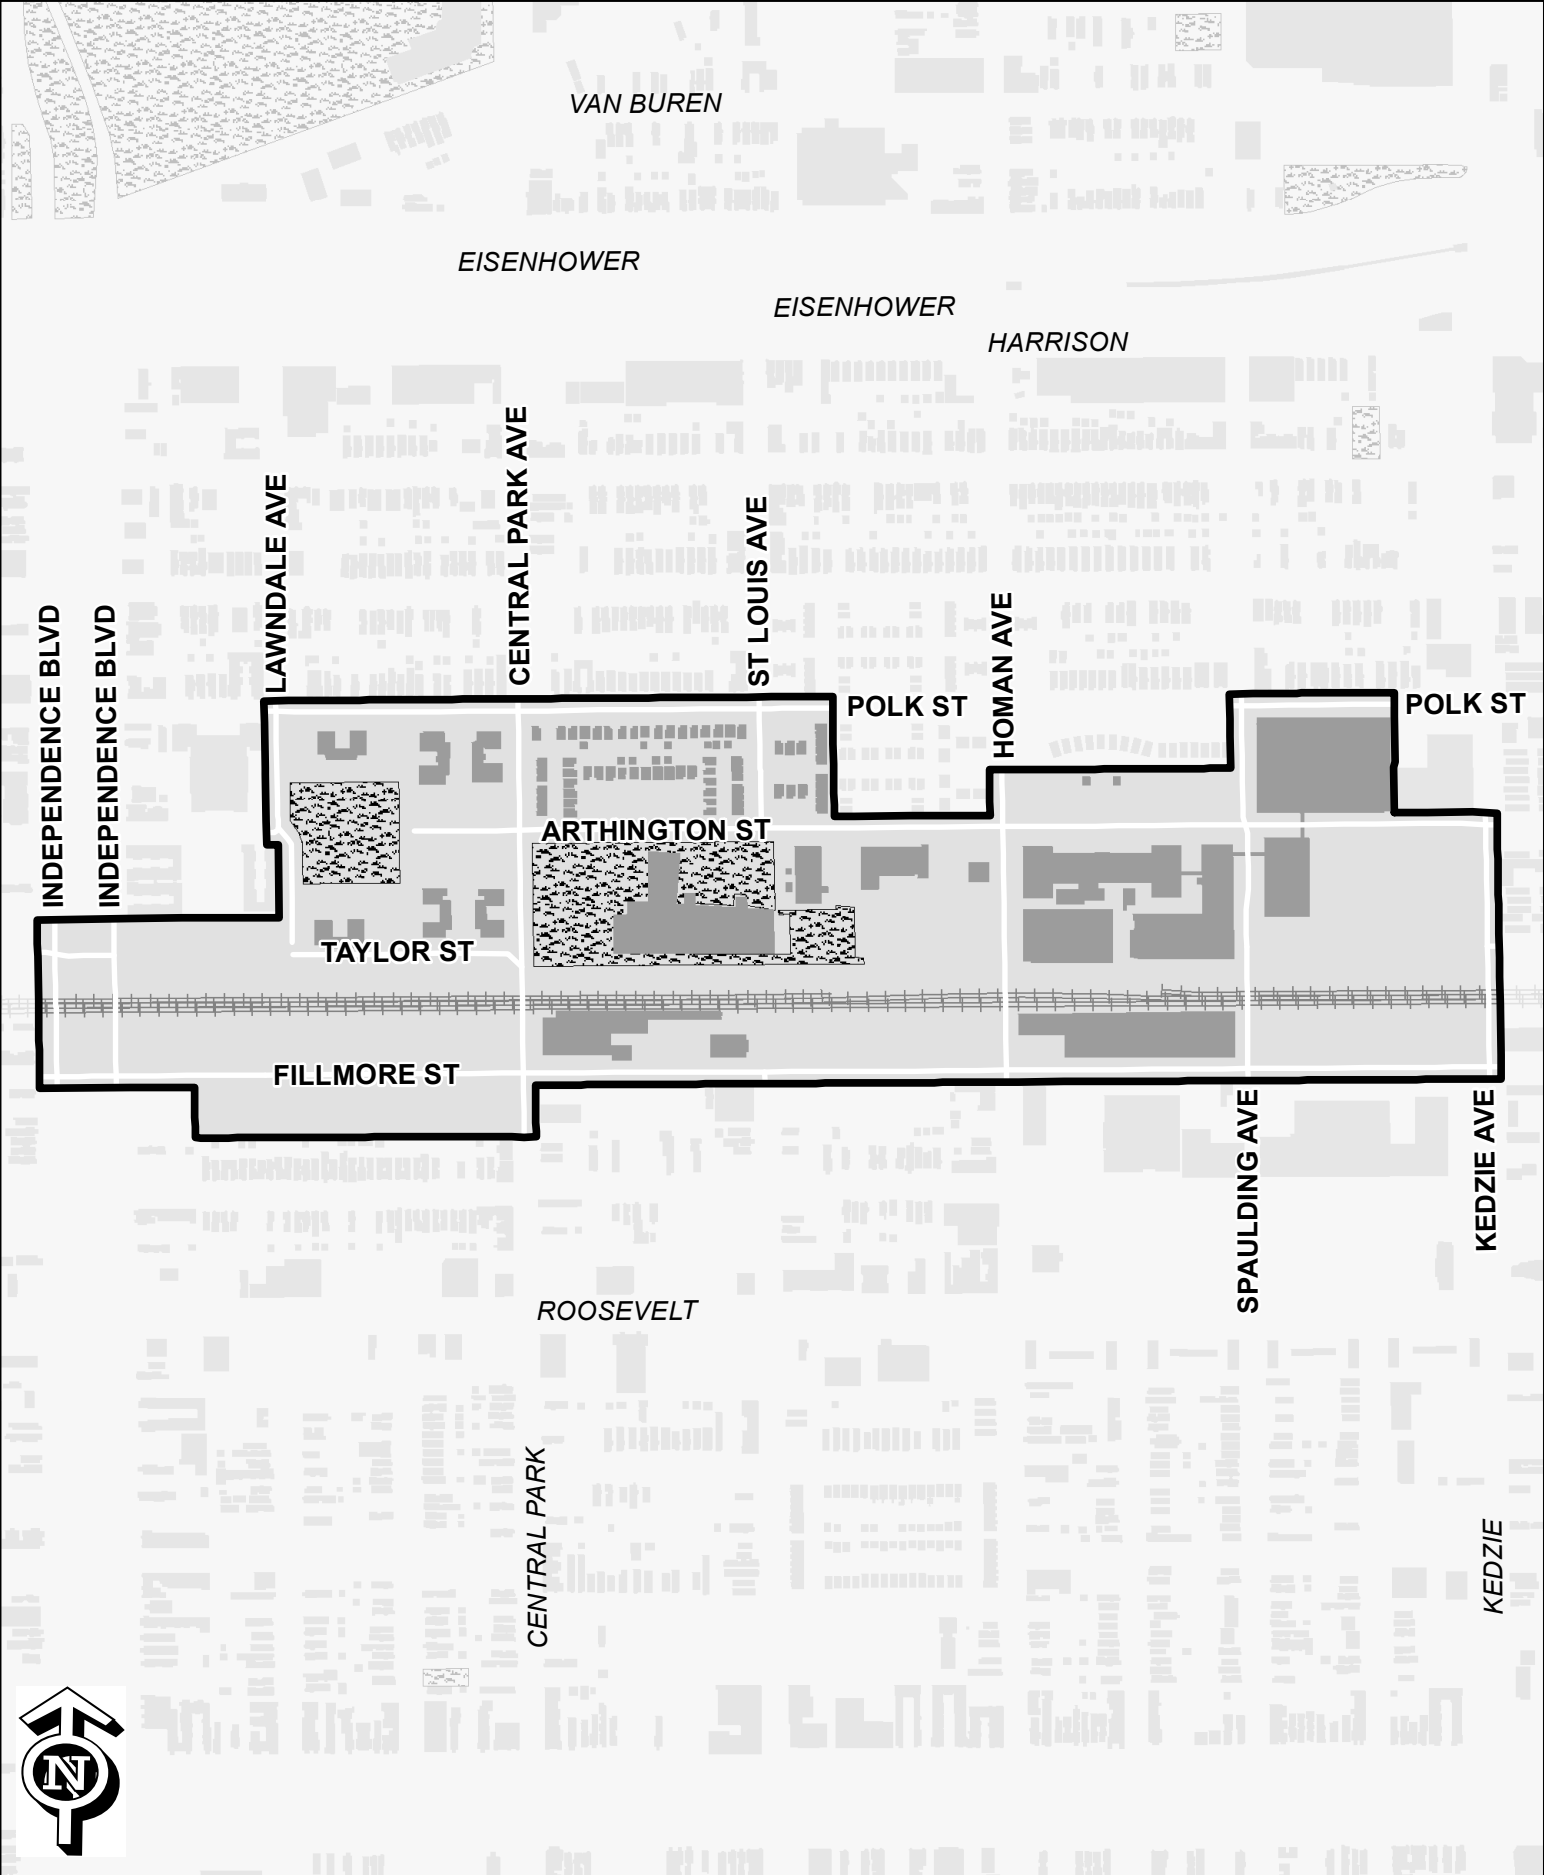 VAN BUREN
EISENHOWER
EISENHOWER
HARRISON
INDEPENDENCE BLVD
INDEPENDENCE BLVD
LAWNDALE AVE
CENTRAL PARK AVE
ST LOUIS AVE
HOMAN AVE
POLK ST
POLK ST
ARTHINGTON ST
TAYLOR ST
FILLMORE ST
SPAULDING AVE
KEDZIE AVE
ROOSEVELT
CENTRAL PARK
KEDZIE
N